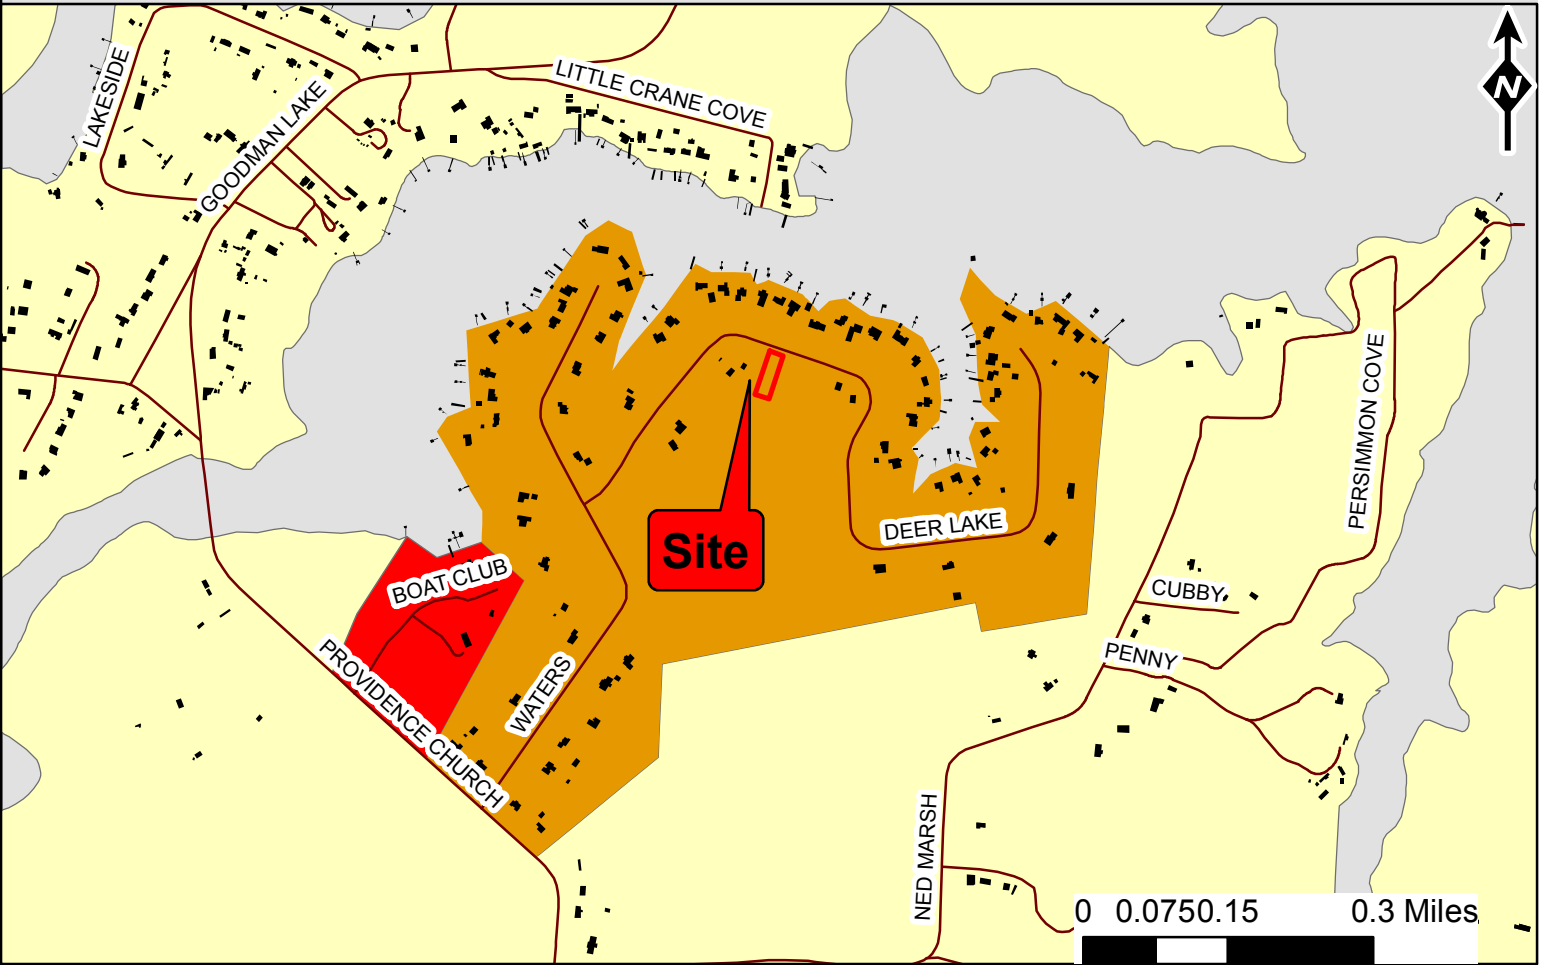 N
LAKESIDE
GOODMAN LAKE
LITTLE CRANE COVE
PERSIMMON COVE
DEER LAKE
Site
BOAT CLUB
CUBBY
PENNY
WATERS
PROVIDENCE CHURCH
NED MARSH
0 0.0750.15 0.3 Miles